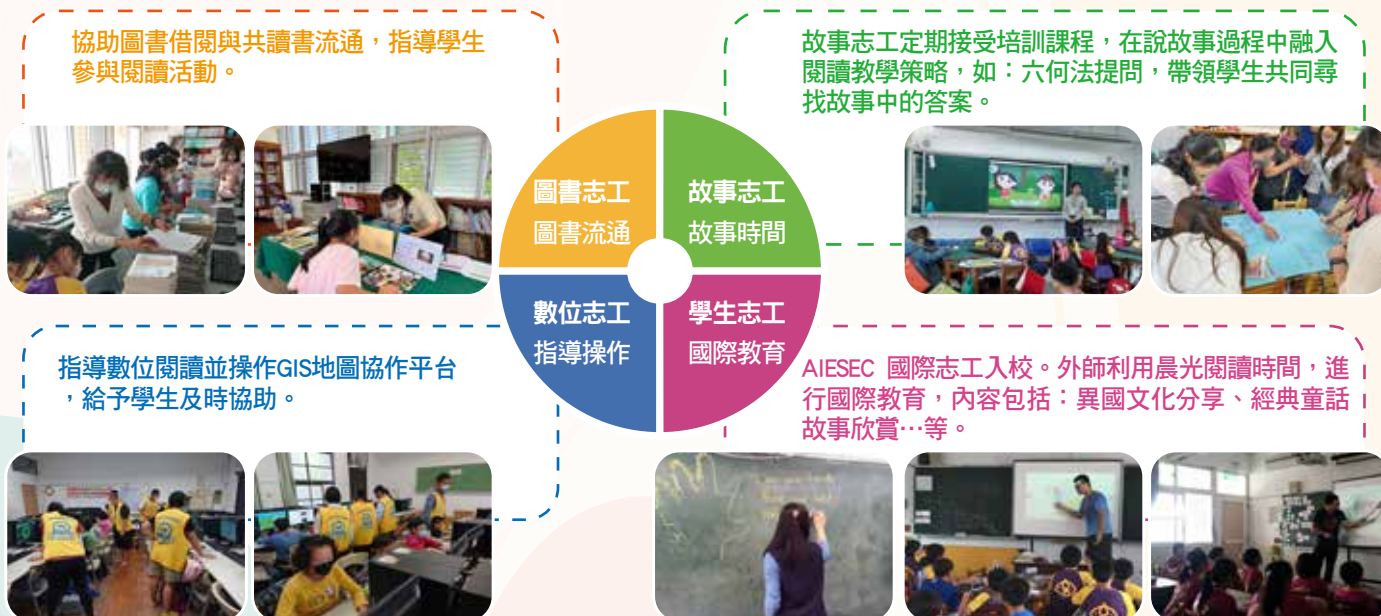 協助圖書借閱與共讀書流通，指導學生
參與閱讀活動。
故事志工定期接受培訓課程，在說故事過程中融入
閱讀教學策略，如：六何法提問，帶領學生共同尋
找故事中的答案。
圖書志工
圖書流通
故事志工
故事時間
數位志工
指導操作
學生志工
國際教育
指導數位閱讀並操作GIS地圖協作平台
，給予學生及時協助。
AIESEC 國際志工入校。外師利用晨光閱讀時間，進
行國際教育，內容包括：異國文化分享、經典童話
故事欣賞…等。